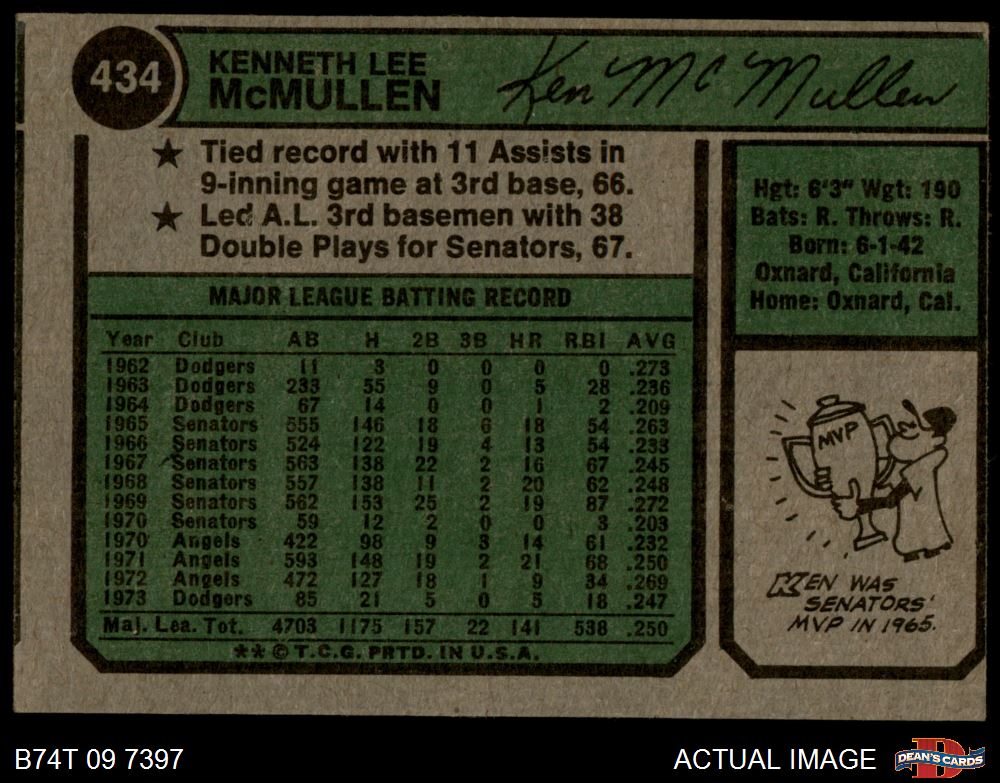 434
KENNETH LEE
McMULLEN
Ken McMullen
★ Tied record with 11 Assists in
9-inning game at 3rd base, 66.
★ Led A.L. 3rd basemen with 38
Double Plays for Senators, 67.
MAJOR LEAGUE BATTING RECORD
Year Club AB H 2B 3B HR RBI AVG
1962 Dodgers 11 3 0 0 0 0 .273
1963 Dodgers 233 55 9 0 5 28 .236
1964 Dodgers 67 14 0 0 1 2 .209
1965 Senators 555 146 18 6 18 54 .263
1966 Senators 524 122 19 4 13 54 .233
1967 Senators 563 138 22 2 16 67 .245
1968 Senators 557 138 11 2 20 62 .248
1969 Senators 562 153 25 2 19 87 .272
1970 Senators 59 12 2 0 0 3 .203
1970 Angels 422 98 9 3 14 61 .232
1971 Angels 593 148 19 2 21 68 .250
1972 Angels 472 127 18 1 9 34 .269
1973 Dodgers 85 21 5 0 5 18 .247
Maj. Lea. Tot. 4703 1175 157 22 141 538 .250
** © T.C.G. PRTD. IN U.S.A.
Hgt: 6'3" Wgt: 190
Bats: R. Throws: R.
Born: 6-1-42
Oxnard, California
Home: Oxnard, Cal.
MVP
KEN WAS
SENATORS'
MVP IN 1965.
B74T 09 7397
ACTUAL IMAGE
D
DEAN'S CARDS